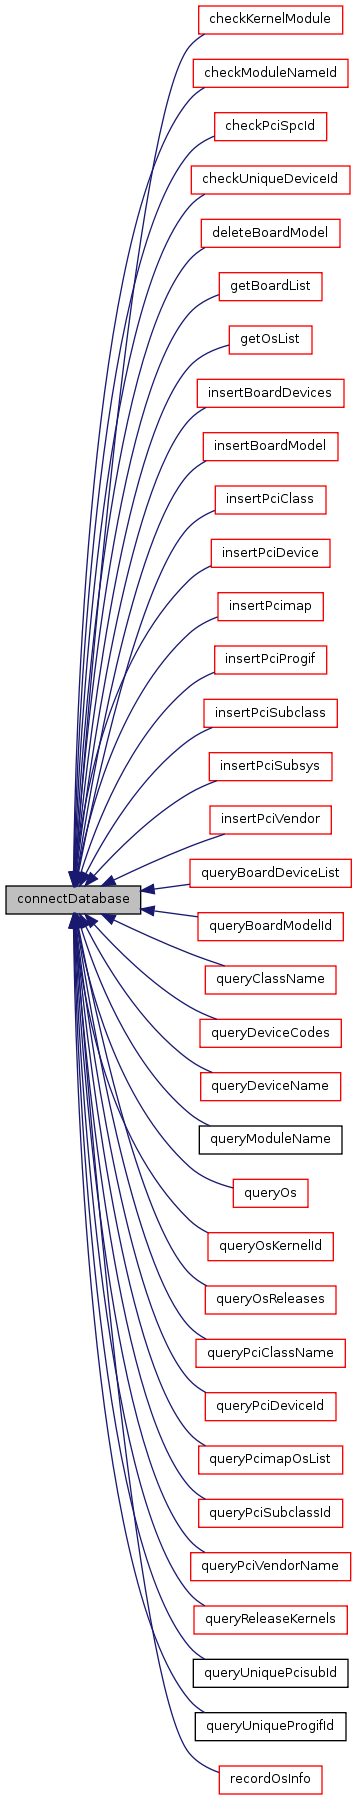 checkKernelModule
checkModuleNameId
checkPciSpcId
checkUniqueDeviceId
deleteBoardModel
getBoardList
getOsList
insertBoardDevices
insertBoardModel
insertPciClass
insertPciDevice
insertPcimap
insertPciProgif
insertPciSubclass
insertPciSubsys
insertPciVendor
queryBoardDeviceList
connectDatabase
queryBoardModelId
queryClassName
queryDeviceCodes
queryDeviceName
queryModuleName
queryOs
queryOsKernelId
queryOsReleases
queryPciClassName
queryPciDeviceId
queryPcimapOsList
queryPciSubclassId
queryPciVendorName
queryReleaseKernels
queryUniquePcisubId
queryUniqueProgifId
recordOsInfo